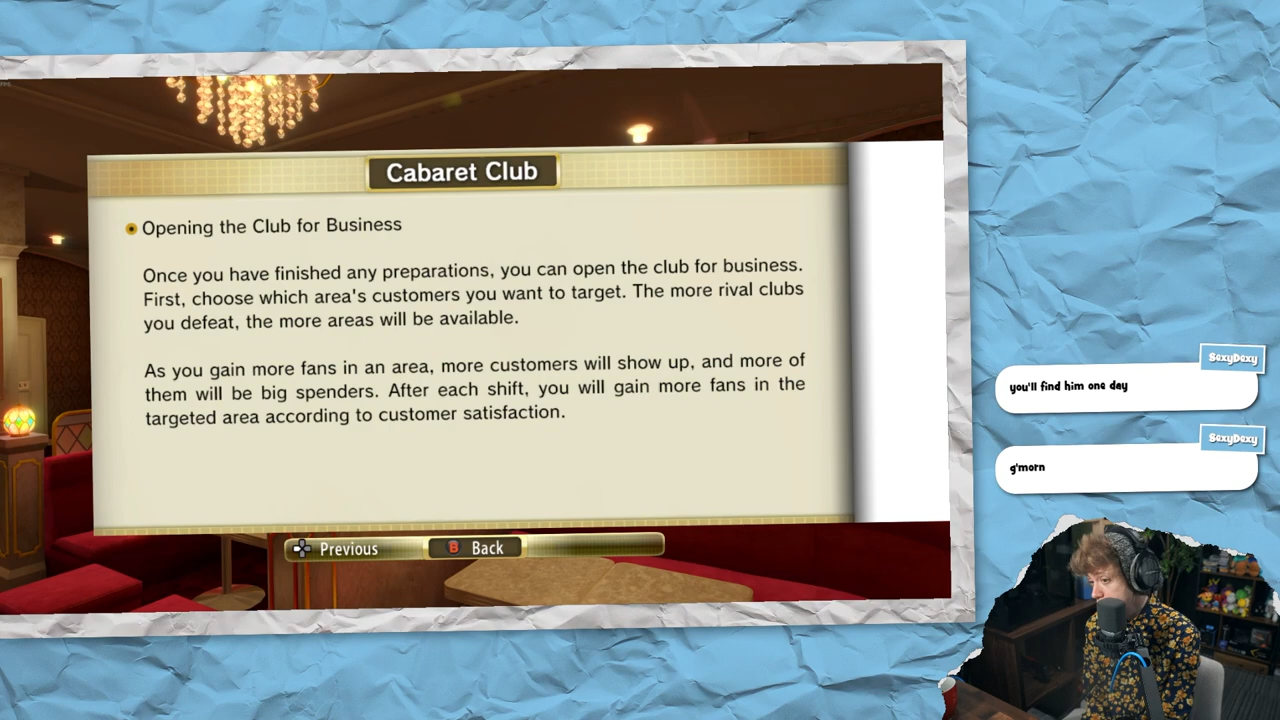 Cabaret Club
Opening the Club for Business
Once you have finished any preparations, you can open the club for business.
First, choose which area's customers you want to target. The more rival clubs
you defeat, the more areas will be available.
As you gain more fans in an area, more customers will show up, and more of
them will be big spenders. After each shift, you will gain more fans in the
targeted area according to customer satisfaction.
Previous
B Back
SexyDexy
you'll find him one day
SexyDexy
g'morn